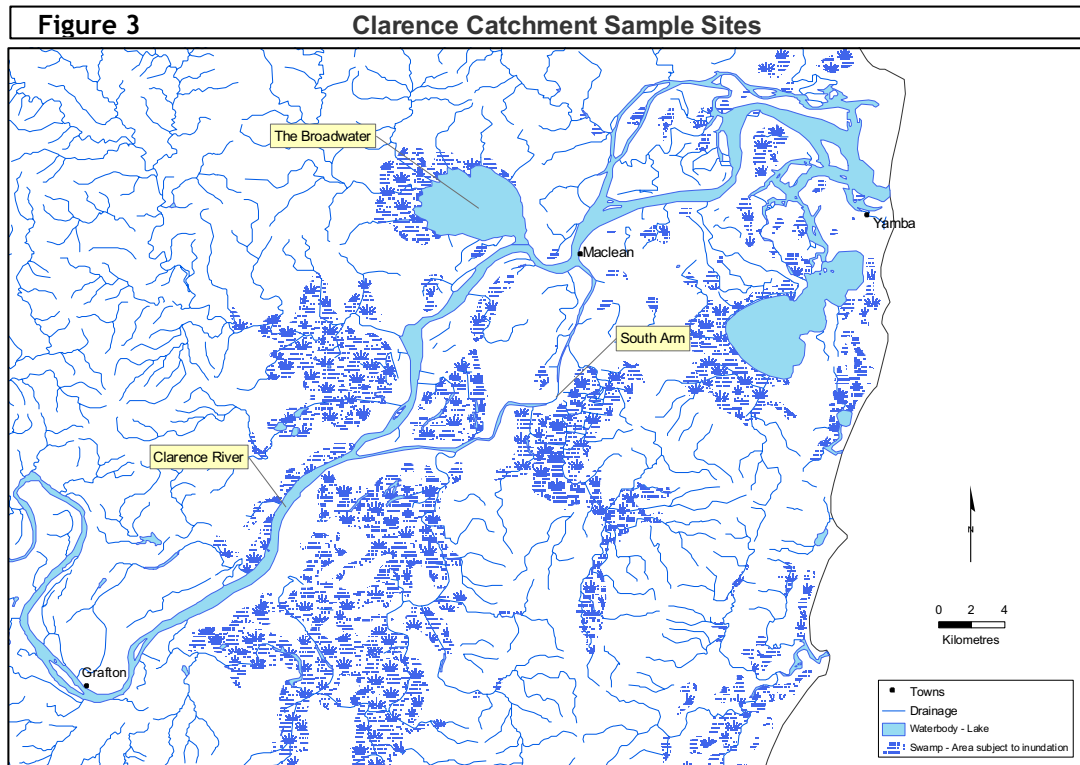 Figure 3 Clarence Catchment Sample Sites
The Broadwater
Yamba
Maclean
South Arm
Clarence River
N
0 2 4
Kilometres
Grafton
Towns
Drainage
Waterbody - Lake
Swamp - Area subject to inundation